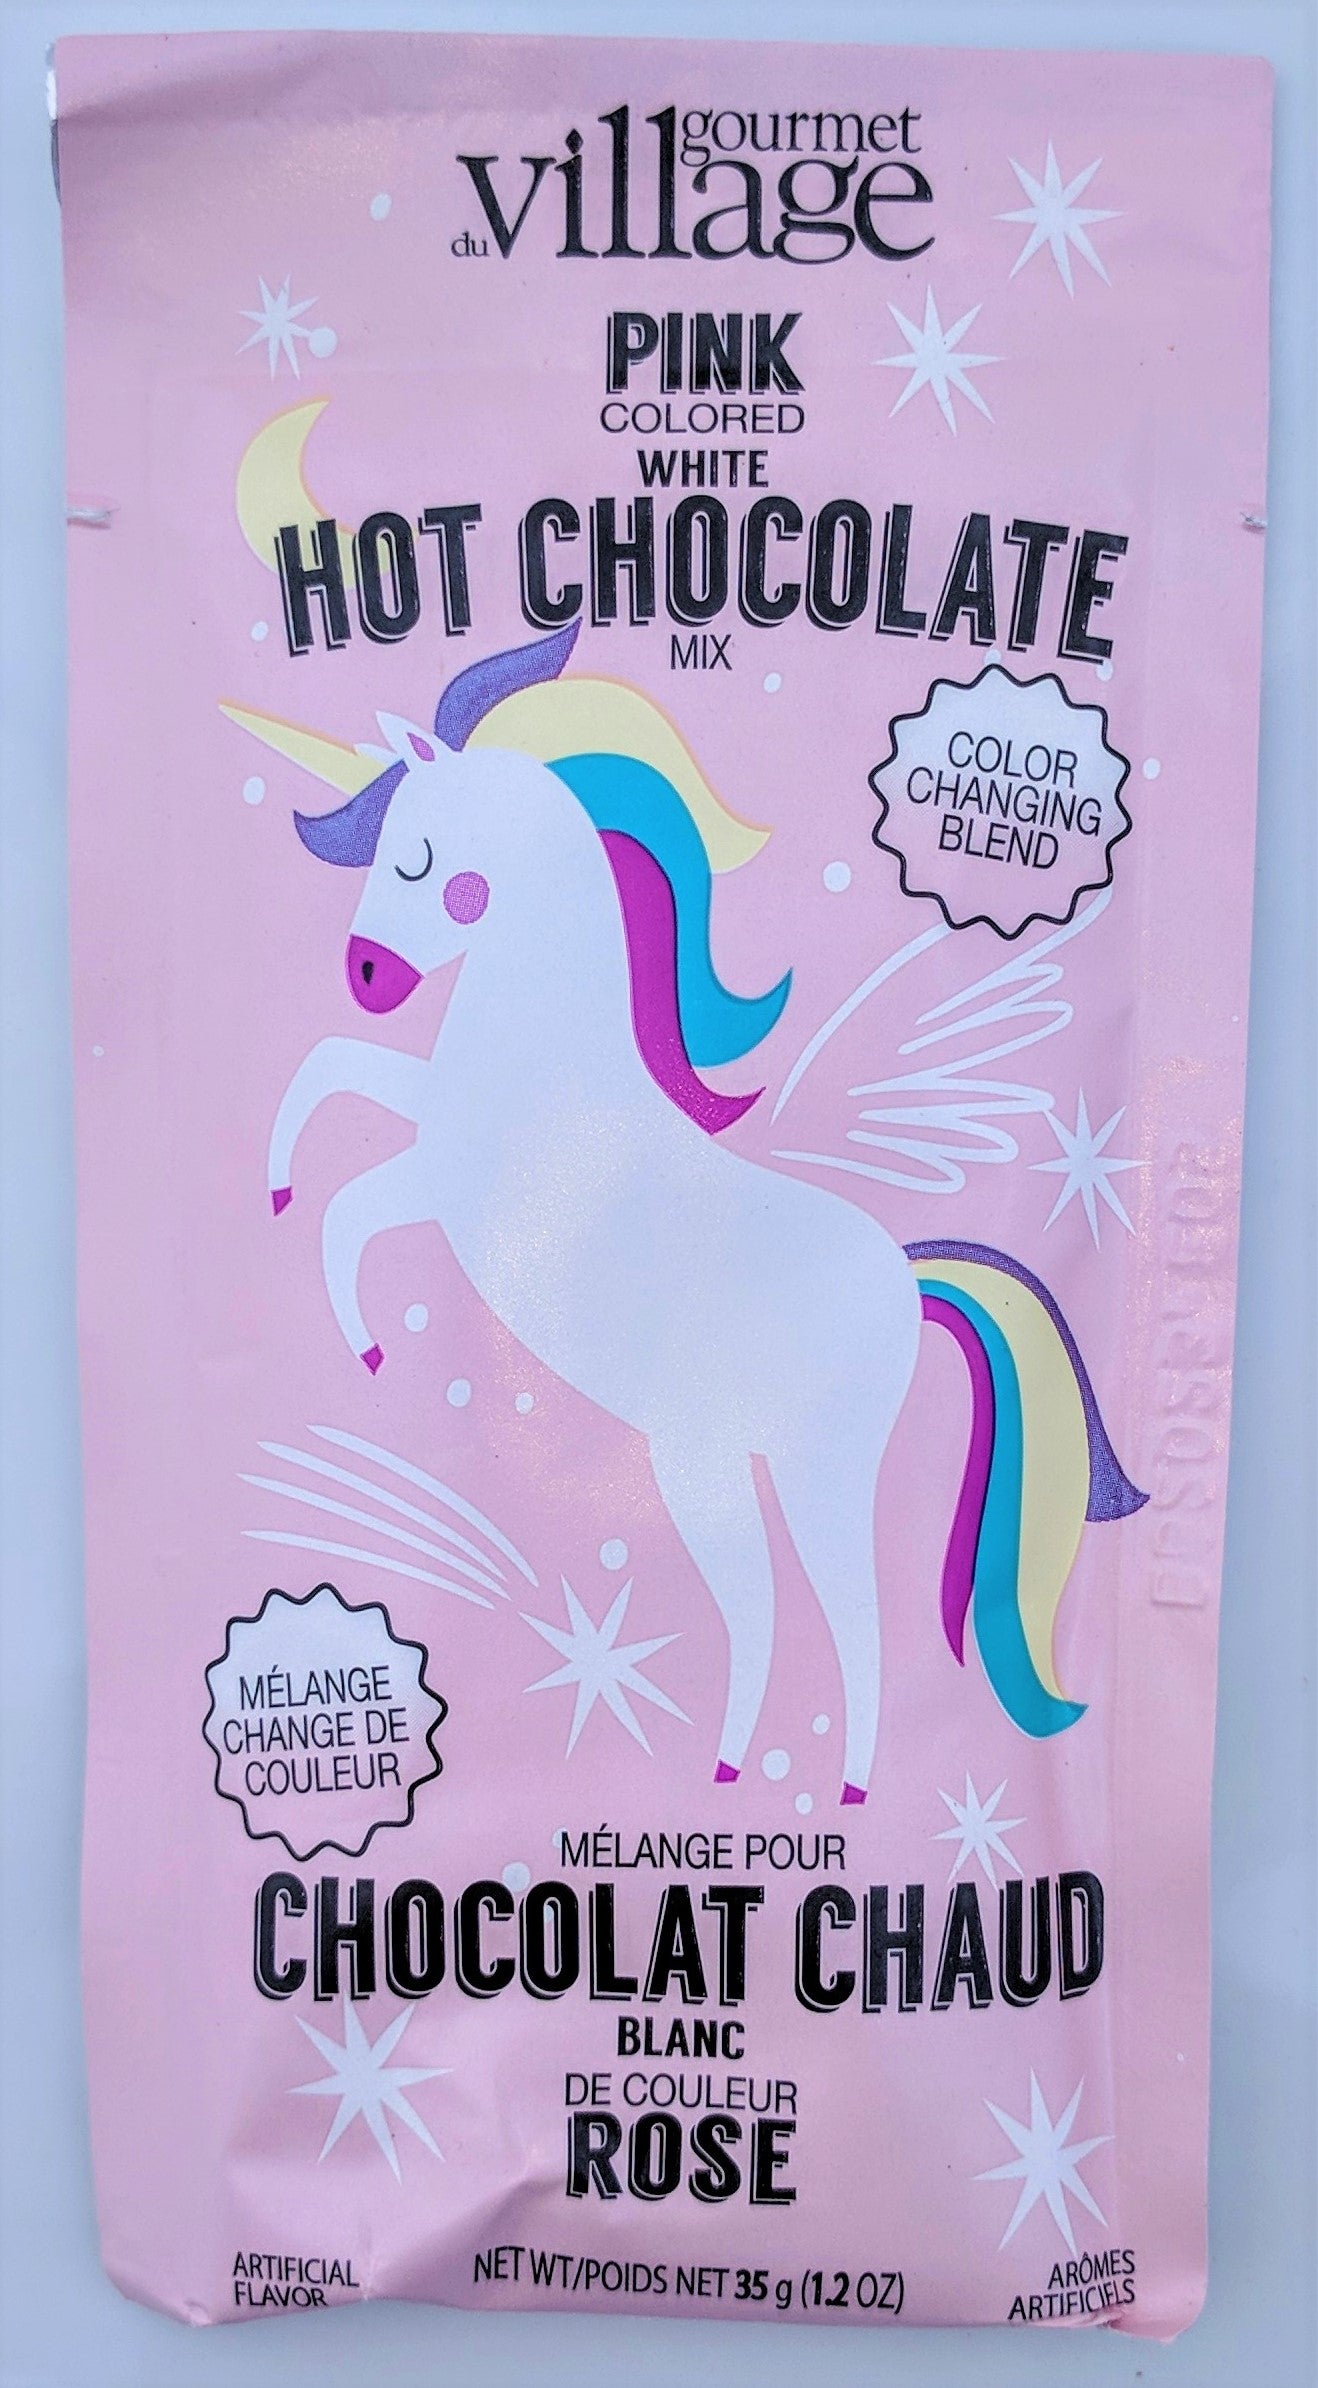 gourmet
du village
PINK
COLORED
WHITE
HOT CHOCOLATE
MIX
COLOR
CHANGING
BLEND
MÉLANGE
CHANGE DE
COULEUR
MÉLANGE POUR
CHOCOLAT CHAUD
BLANC
DE COULEUR
ROSE
ARTIFICIAL
FLAVOR
NET WT/POIDS NET 35 g (1.2 OZ)
ARÔMES
ARTIFICIELS